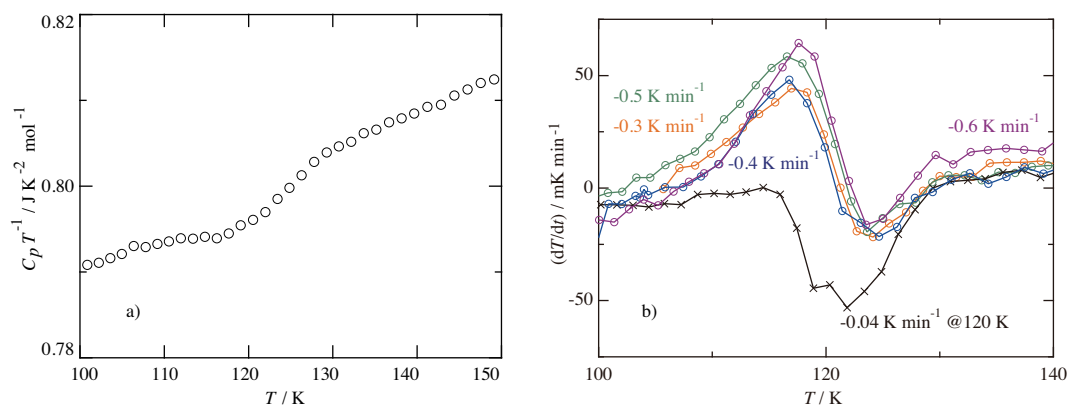 0.82
0.80
0.78
C_p T^-1 / J K^-2 mol^-1
a)
100 110 120 130 140 150
T / K
50
0
-50
(dT/dt) / mK min^-1
-0.5 K min^-1
-0.3 K min^-1
-0.4 K min^-1
-0.6 K min^-1
b)
-0.04 K min^-1 @120 K
100 120 140
T / K